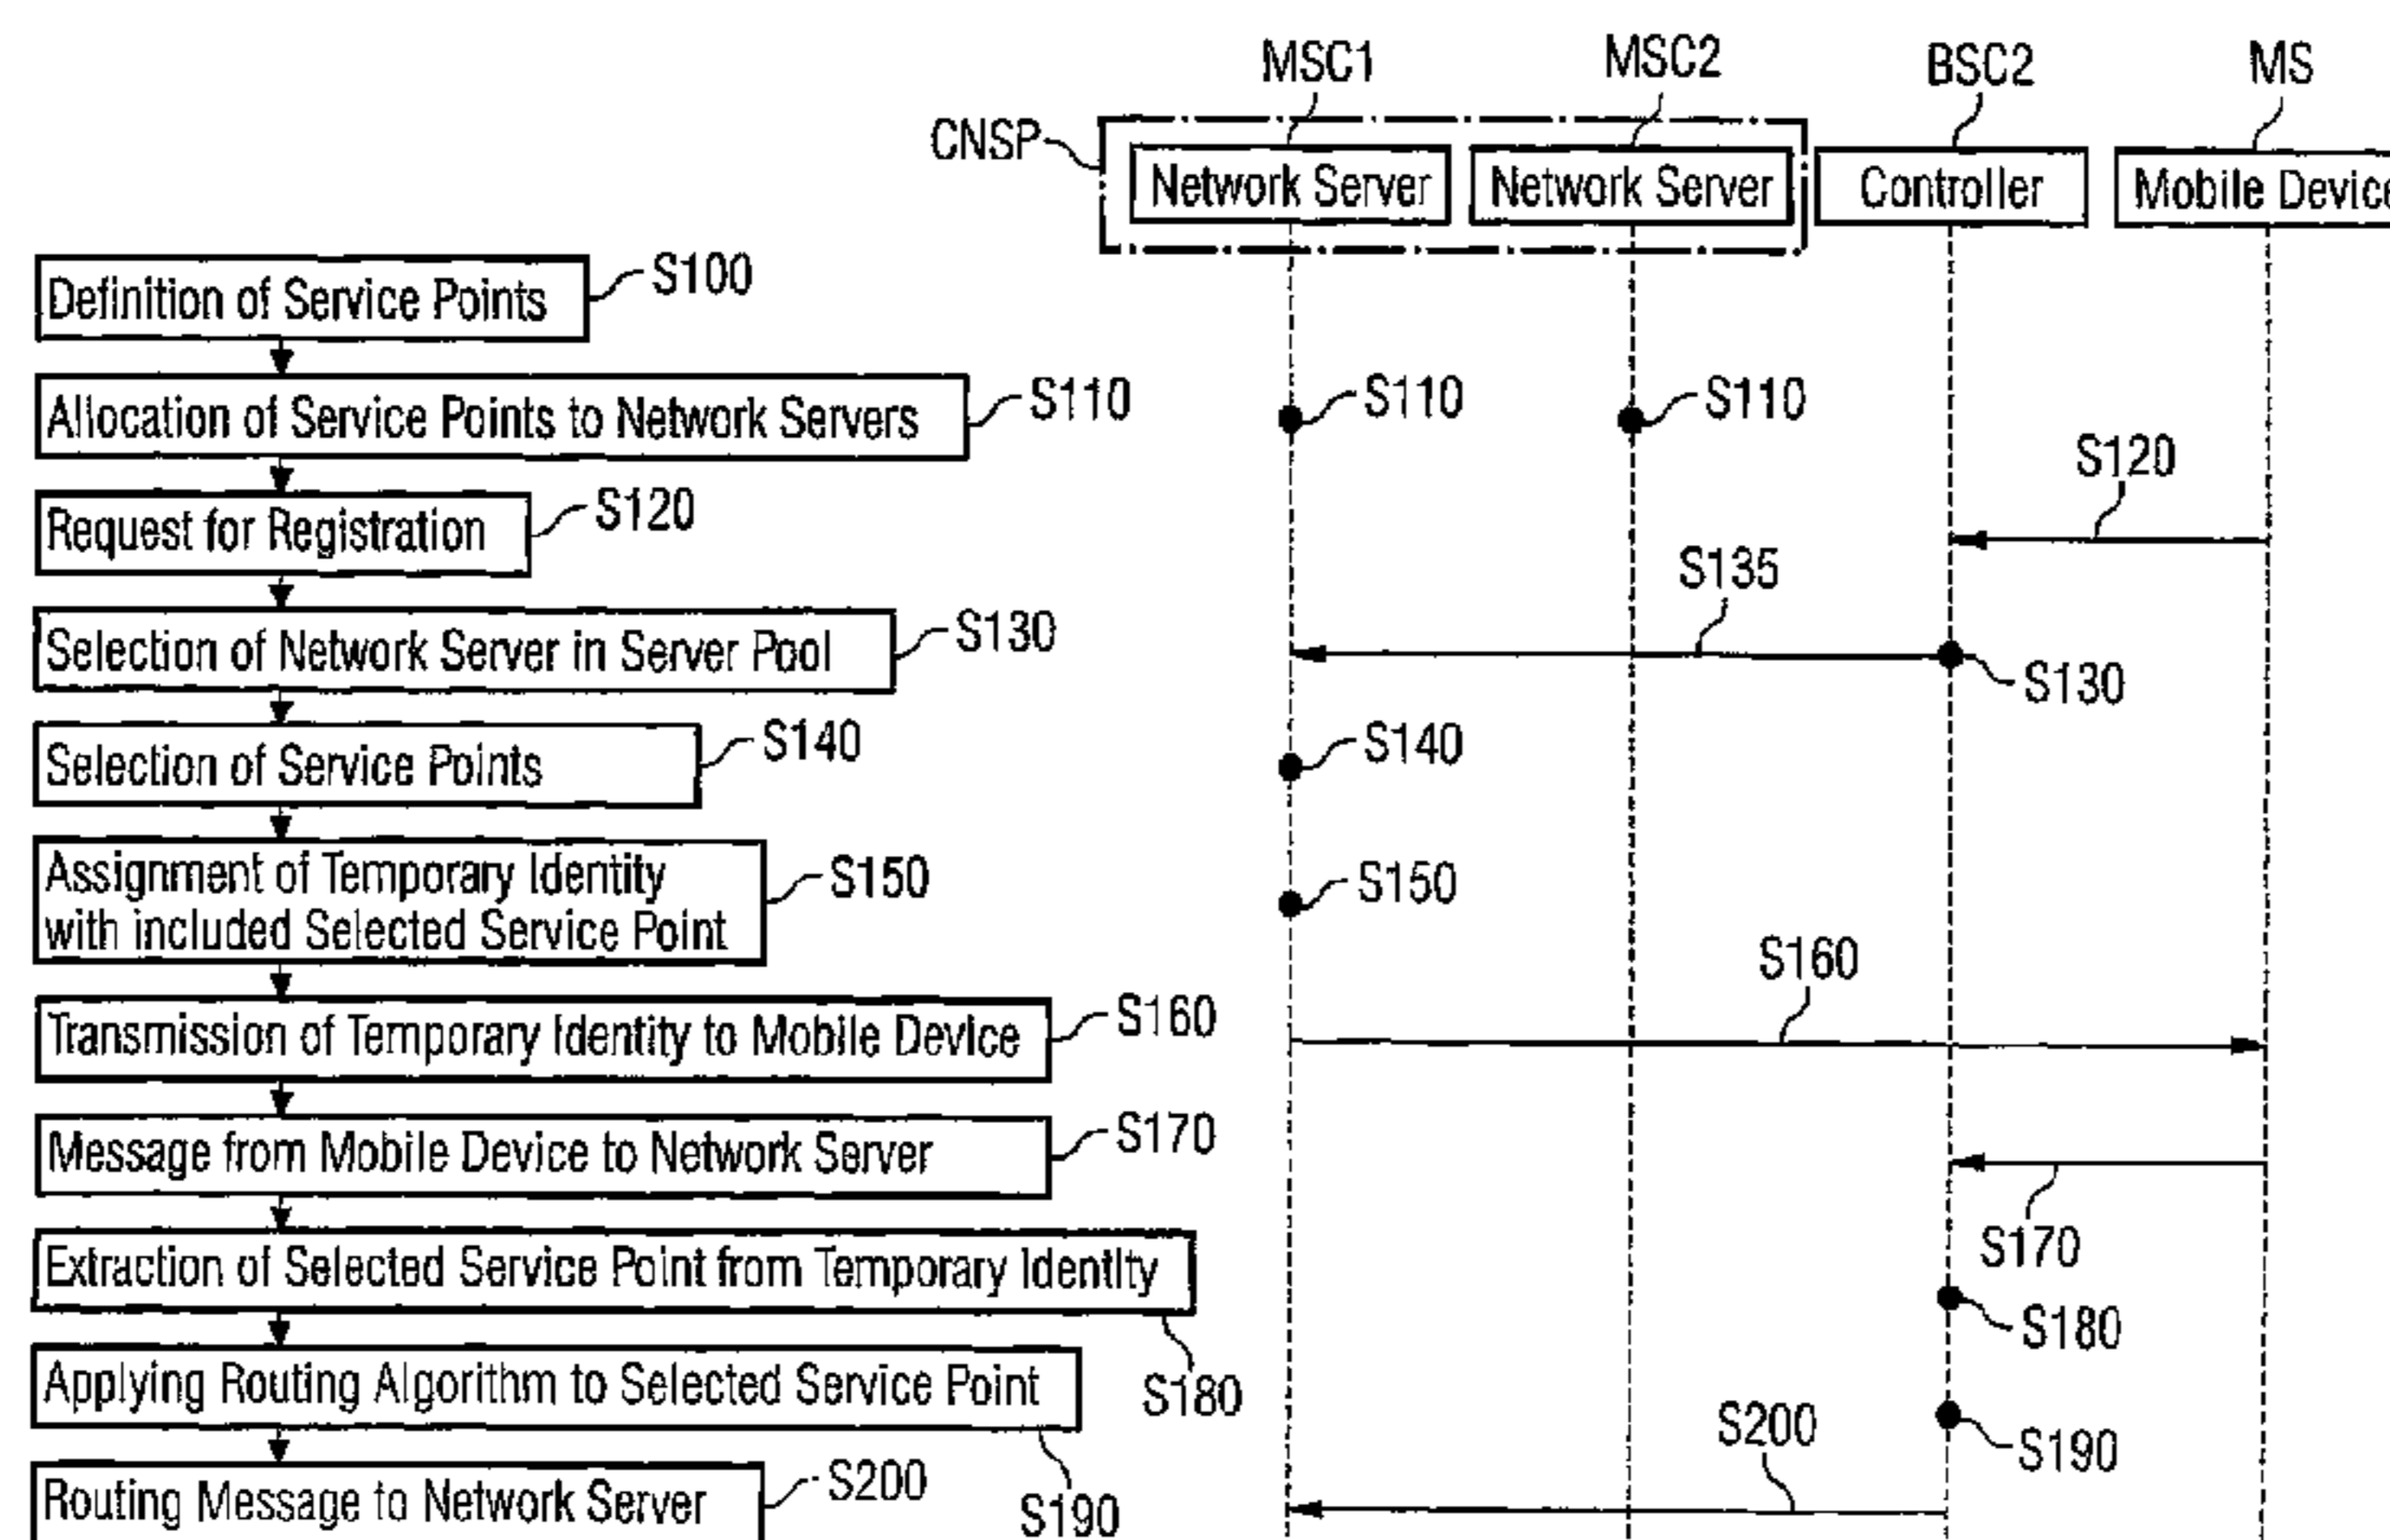 MSC1 MSC2 BSC2 MS
CNSP
Network Server Network Server Controller Mobile Device
Definition of Service Points S100
Allocation of Service Points to Network Servers S110 S110 S110
S120
Request for Registration S120
S135
Selection of Network Server in Server Pool S130
S130
Selection of Service Points S140 S140
Assignment of Temporary Identity
with included Selected Service Point S150 S150
S160
Transmission of Temporary Identity to Mobile Device S160
Message from Mobile Device to Network Server S170
S170
Extraction of Selected Service Point from Temporary Identity
S180 S180
Applying Routing Algorithm to Selected Service Point
S190 S190
S200
Routing Message to Network Server S200